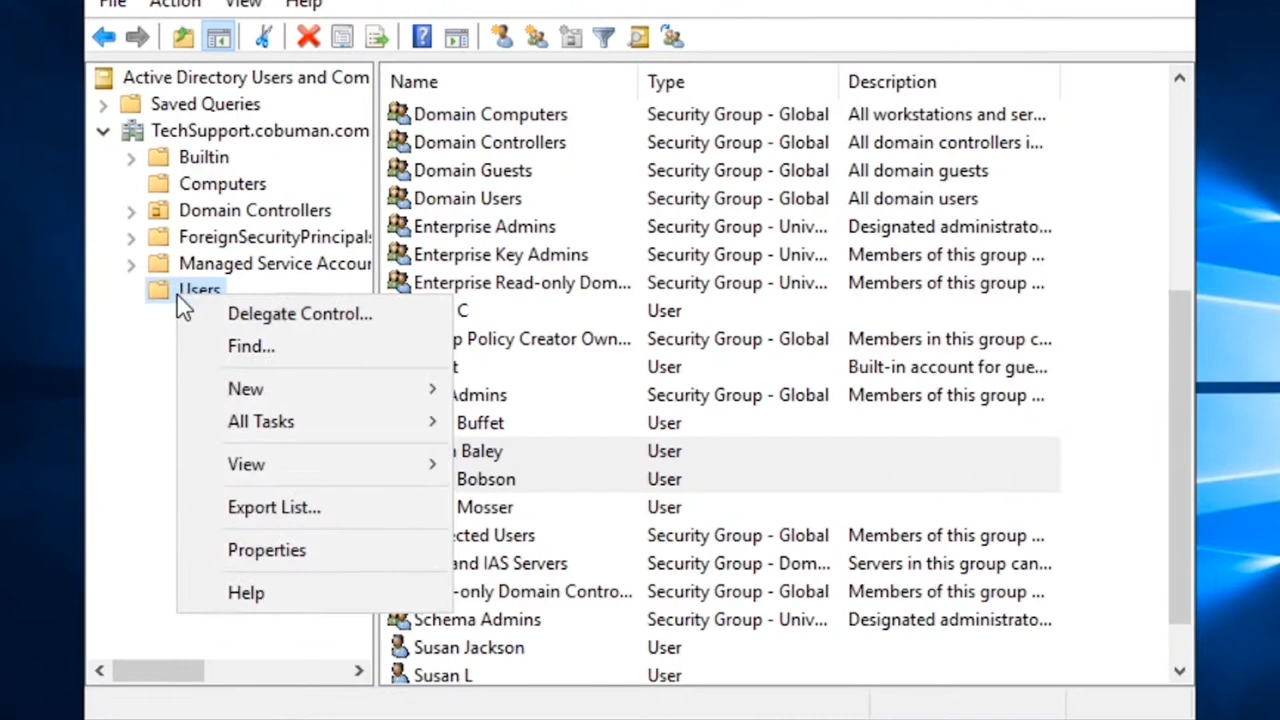 File Action View Help
Active Directory Users and Com
Saved Queries
TechSupport.cobuman.com
Builtin
Computers
Domain Controllers
ForeignSecurityPrincipals
Managed Service Accour
Users
Delegate Control...
Find...
New
All Tasks
View
Export List...
Properties
Help
Name Type Description
Domain Computers Security Group - Global All workstations and ser...
Domain Controllers Security Group - Global All domain controllers i...
Domain Guests Security Group - Global All domain guests
Domain Users Security Group - Global All domain users
Enterprise Admins Security Group - Univ... Designated administrato...
Enterprise Key Admins Security Group - Univ... Members of this group ...
Enterprise Read-only Dom... Security Group - Univ... Members of this group ...
C User
p Policy Creator Own... Security Group - Global Members in this group c...
t User Built-in account for gue...
Admins Security Group - Global Members of this group ...
Buffet User
Baley User
Bobson User
Mosser User
ected Users Security Group - Global Members of this group ...
and IAS Servers Security Group - Dom... Servers in this group can...
-only Domain Contro... Security Group - Global Members of this group ...
Schema Admins Security Group - Univ... Designated administrato...
Susan Jackson User
Susan L User